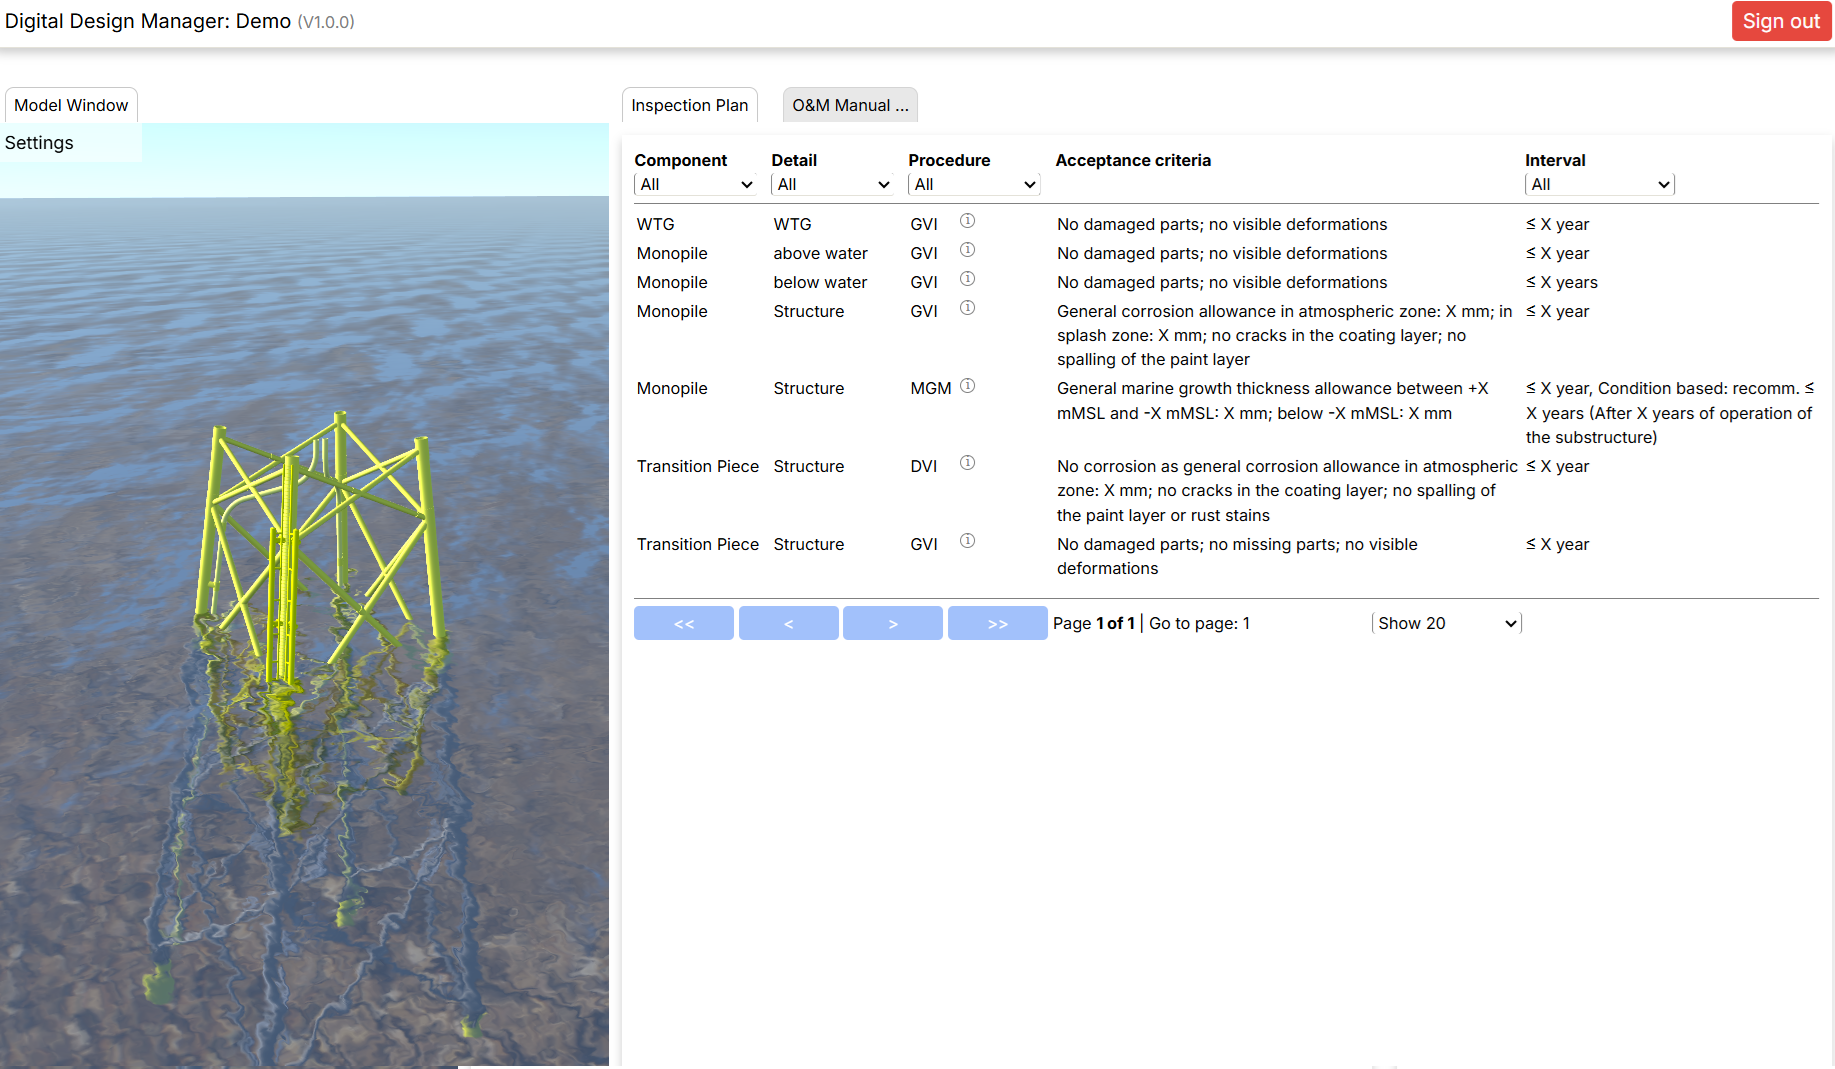 Digital Design Manager: Demo (V1.0.0)
Sign out
Model Window
Settings
Inspection Plan
O&M Manual ...
Component Detail Procedure Acceptance criteria Interval
All All All All
WTG WTG GVI ⓘ No damaged parts; no visible deformations ≤ X year
Monopile above water GVI ⓘ No damaged parts; no visible deformations ≤ X year
Monopile below water GVI ⓘ No damaged parts; no visible deformations ≤ X years
Monopile Structure GVI ⓘ General corrosion allowance in atmospheric zone: X mm; in ≤ X year
splash zone: X mm; no cracks in the coating layer; no
spalling of the paint layer
Monopile Structure MGM ⓘ General marine growth thickness allowance between +X ≤ X year, Condition based: recomm. ≤
mMSL and -X mMSL: X mm; below -X mMSL: X mm X years (After X years of operation of
the substructure)
Transition Piece Structure DVI ⓘ No corrosion as general corrosion allowance in atmospheric ≤ X year
zone: X mm; no cracks in the coating layer; no spalling of
the paint layer or rust stains
Transition Piece Structure GVI ⓘ No damaged parts; no missing parts; no visible ≤ X year
deformations
<< < > >> Page 1 of 1 | Go to page: 1 Show 20